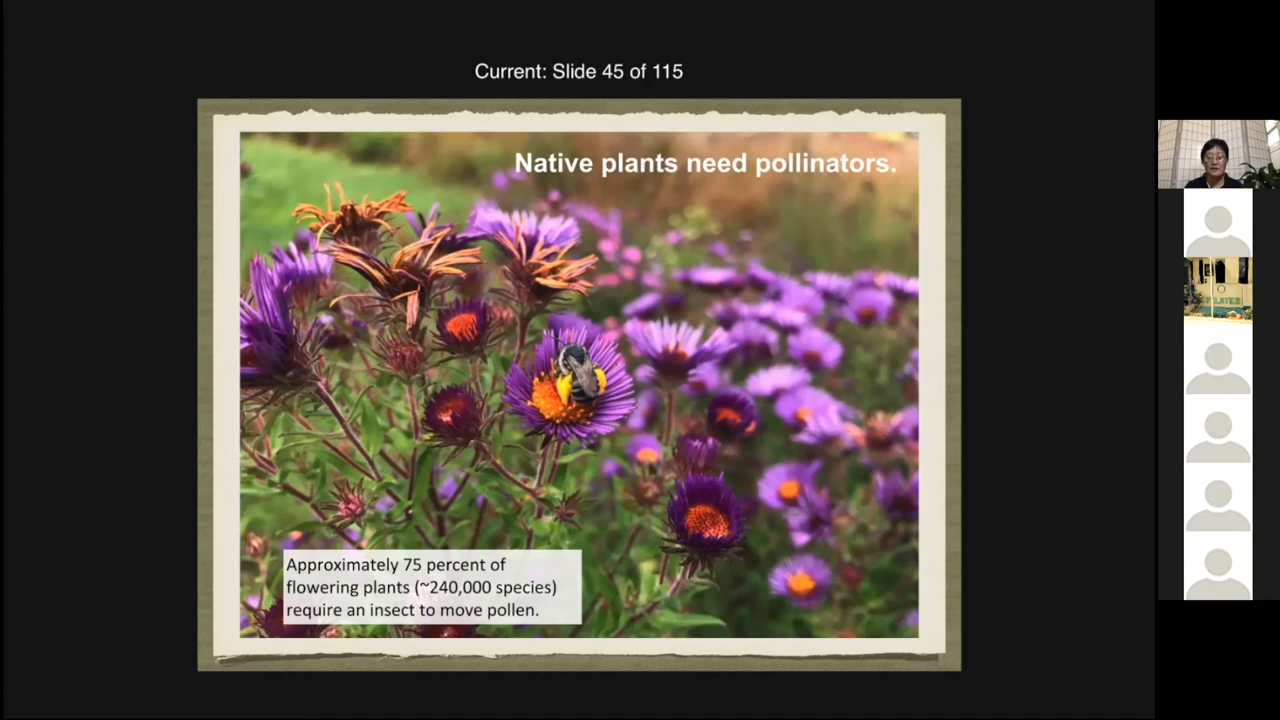 Current: Slide 45 of 115
Native plants need pollinators.
Approximately 75 percent of
flowering plants (~240,000 species)
require an insect to move pollen.